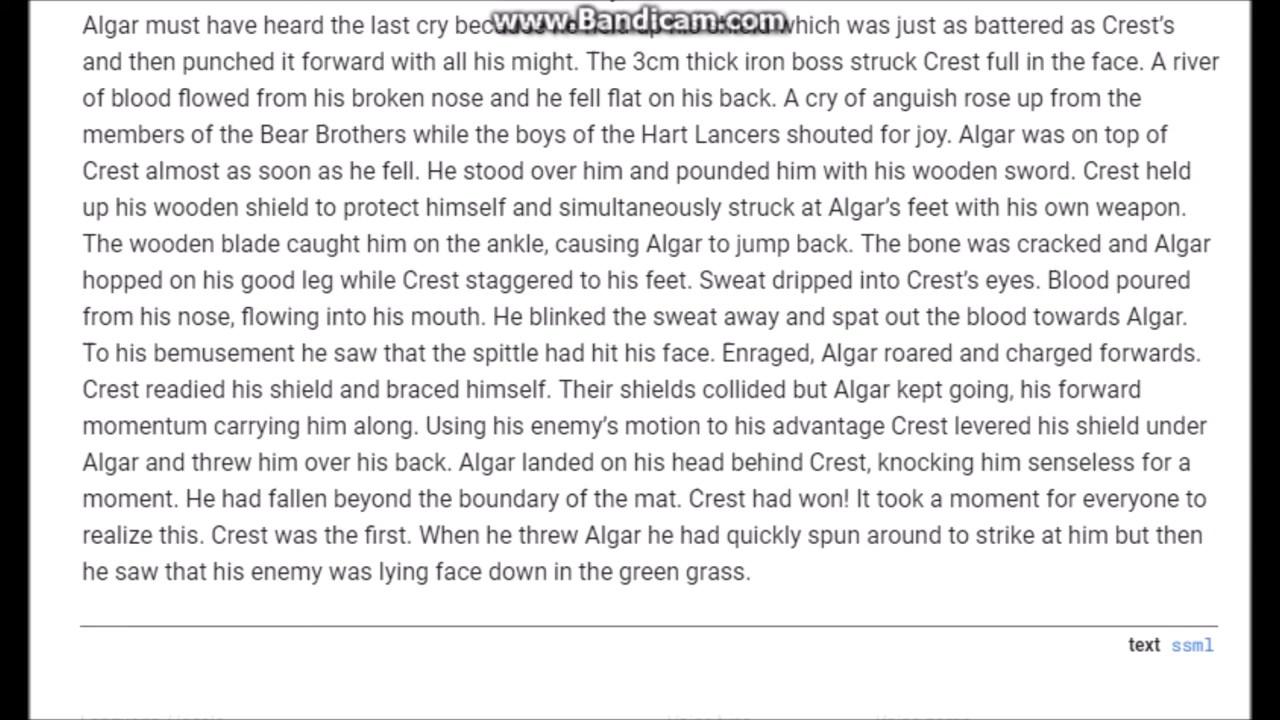 www.Bandicam.com
Algar must have heard the last cry because he held up his shield which was just as battered as Crest's
and then punched it forward with all his might. The 3cm thick iron boss struck Crest full in the face. A river
of blood flowed from his broken nose and he fell flat on his back. A cry of anguish rose up from the
members of the Bear Brothers while the boys of the Hart Lancers shouted for joy. Algar was on top of
Crest almost as soon as he fell. He stood over him and pounded him with his wooden sword. Crest held
up his wooden shield to protect himself and simultaneously struck at Algar's feet with his own weapon.
The wooden blade caught him on the ankle, causing Algar to jump back. The bone was cracked and Algar
hopped on his good leg while Crest staggered to his feet. Sweat dripped into Crest's eyes. Blood poured
from his nose, flowing into his mouth. He blinked the sweat away and spat out the blood towards Algar.
To his bemusement he saw that the spittle had hit his face. Enraged, Algar roared and charged forwards.
Crest readied his shield and braced himself. Their shields collided but Algar kept going, his forward
momentum carrying him along. Using his enemy's motion to his advantage Crest levered his shield under
Algar and threw him over his back. Algar landed on his head behind Crest, knocking him senseless for a
moment. He had fallen beyond the boundary of the mat. Crest had won! It took a moment for everyone to
realize this. Crest was the first. When he threw Algar he had quickly spun around to strike at him but then
he saw that his enemy was lying face down in the green grass.
text ssml